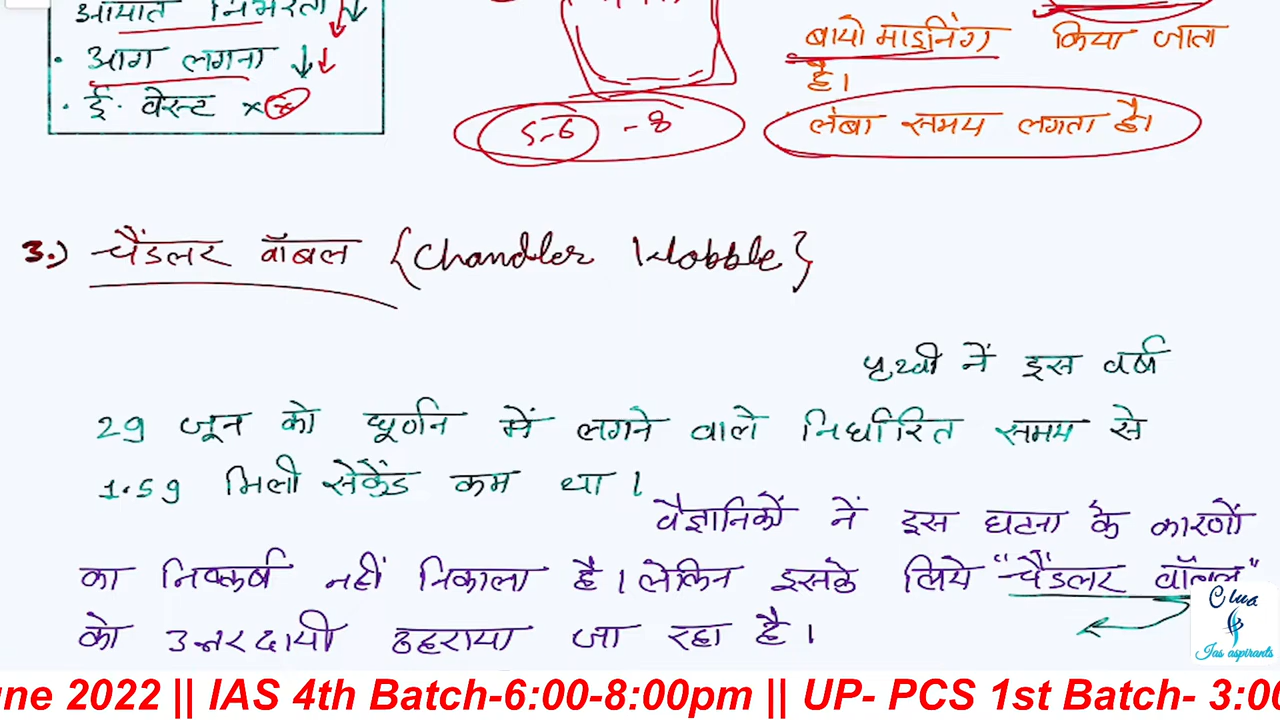 आयात निर्भरता ↓↓
• आग लगना ↓↓
• ई. वेस्ट × ×
5-6 - 8
बायो माइनिंग किया जाता
है।
लंबा समय लगता है।
3.) चैंडलर वॉबल {Chandler Wobble}
पृथ्वी नें इस वर्ष
29 जून को घूर्णन में लगने वाले निर्धारित समय से
1.59 मिली सेकैंड कम था।
वैज्ञानिकों नें इस घटना के कारणों
का निष्कर्ष नहीं निकाला है। लेकिन इसके लिये "चैंडलर वॉबल"
को उत्तरदायी ठहराया जा रहा है।
Clua
Ias aspirants
une 2022 || IAS 4th Batch-6:00-8:00pm || UP- PCS 1st Batch- 3:00